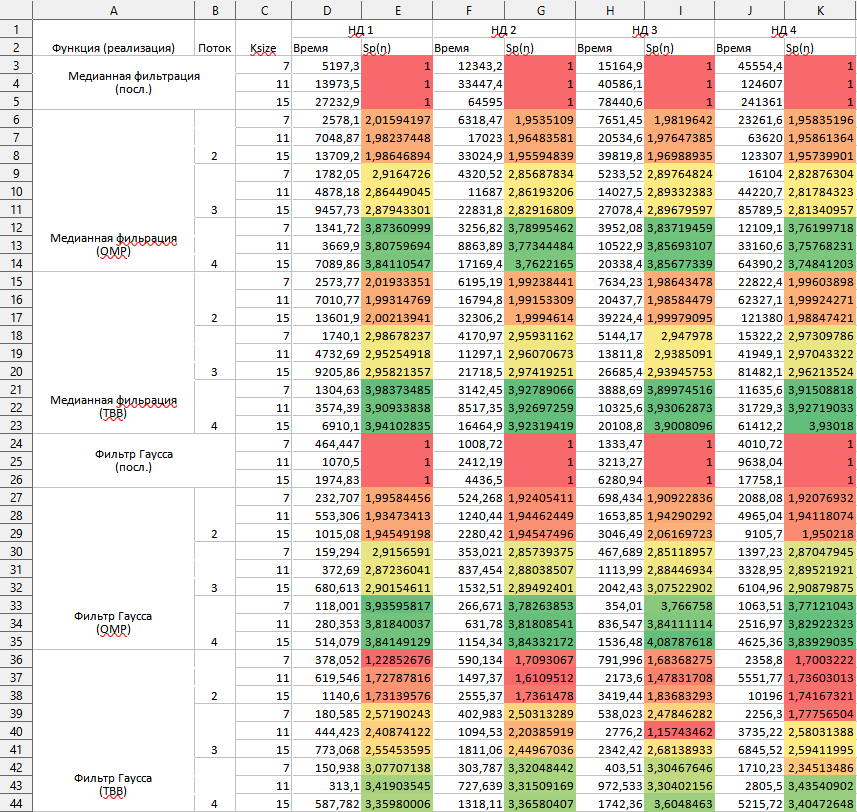 A B C D E F G H I J K
1 НД 1 НД 2 НД 3 НД 4
2 Функция (реализация) Поток Ksize Время Sp(n) Время Sp(n) Время Sp(n) Время Sp(n)
3 7 5197,3 1 12343,2 1 15164,9 1 45554,4 1
Медианная фильтрация
4 11 13973,5 1 33447,4 1 40586,1 1 124607 1
(посл.)
5 15 27232,9 1 64595 1 78440,6 1 241361 1
6 7 2578,1 2,01594197 6318,47 1,9535109 7651,45 1,9819642 23261,6 1,95835196
7 11 7048,87 1,98237448 17023 1,96483581 20534,6 1,97647385 63620 1,95861364
8 2 15 13709,2 1,98646894 33024,9 1,95594839 39819,8 1,96988935 123307 1,95739901
9 7 1782,05 2,9164726 4320,52 2,85687834 5233,52 2,89764824 16104 2,82876304
10 11 4878,18 2,86449045 11687 2,86193206 14027,5 2,89332383 44220,7 2,81784323
11 3 15 9457,73 2,87943301 22831,8 2,82916809 27078,4 2,89679597 85789,5 2,81340957
12 7 1341,72 3,87360999 3256,82 3,78995462 3952,08 3,83719459 12109,1 3,76199718
Медианная фильрация
13 11 3669,9 3,80759694 8863,89 3,77344484 10522,9 3,85693107 33160,6 3,75768231
(OMP)
14 4 15 7089,86 3,84110547 17169,4 3,7622165 20338,4 3,85677339 64390,2 3,74841203
15 7 2573,77 2,01933351 6195,19 1,99238441 7634,23 1,98643478 22822,4 1,99603898
16 11 7010,77 1,99314769 16794,8 1,99153309 20437,7 1,98584479 62327,1 1,99924271
17 2 15 13601,9 2,00213941 32306,2 1,9994614 39224,4 1,99979095 121380 1,98847421
18 7 1740,1 2,98678237 4170,97 2,95931162 5144,17 2,947978 15322,2 2,97309786
19 11 4732,69 2,95254918 11297,1 2,96070673 13811,8 2,9385091 41949,1 2,97043322
20 3 15 9205,86 2,95821357 21718,5 2,97419251 26685,4 2,93945753 81482,1 2,96213524
21 7 1304,63 3,98373485 3142,45 3,92789066 3888,69 3,89974516 11635,6 3,91508818
Медианная фильрация
22 11 3574,39 3,90933838 8517,35 3,92697259 10325,6 3,93062873 31729,3 3,92719033
(TBB)
23 4 15 6910,1 3,94102835 16464,9 3,92319419 20108,8 3,9008096 61412,2 3,93018
24 7 464,447 1 1008,72 1 1333,47 1 4010,72 1
Фильтр Гаусса
25 11 1070,5 1 2412,19 1 3213,27 1 9638,04 1
(посл.)
26 15 1974,83 1 4436,5 1 6280,94 1 17758,1 1
27 7 232,707 1,99584456 524,268 1,92405411 698,434 1,90922836 2088,08 1,92076932
28 11 553,306 1,93473413 1240,44 1,94462449 1653,85 1,94290292 4965,04 1,94118074
29 2 15 1015,08 1,94549198 2280,42 1,94547496 3046,49 2,06169723 9105,7 1,950218
30 7 159,294 2,9156591 353,021 2,85739375 467,689 2,85118957 1397,23 2,87047945
31 11 372,69 2,87236041 837,454 2,88038507 1113,99 2,88446934 3328,95 2,89521921
32 3 15 680,613 2,90154611 1532,51 2,89492401 2042,43 3,07522902 6104,96 2,90879875
33 7 118,001 3,93595817 266,671 3,78263853 354,01 3,766758 1063,51 3,77121043
Фильтр Гаусса
34 11 280,353 3,81840037 631,78 3,81808541 836,547 3,84111114 2516,97 3,82922323
(OMP)
35 4 15 514,079 3,84149129 1154,34 3,84332172 1536,48 4,08787618 4625,36 3,83929035
36 7 378,052 1,22852676 590,134 1,7093067 791,996 1,68368275 2358,8 1,7003222
37 11 619,546 1,72787816 1497,37 1,6109512 2173,6 1,47831708 5551,77 1,73603013
38 2 15 1140,6 1,73139576 2555,37 1,7361478 3419,44 1,83683293 10196 1,74167321
39 7 180,585 2,57190243 402,983 2,50313289 538,023 2,47846282 2256,3 1,77756504
40 11 444,423 2,40874122 1094,53 2,20385919 2776,2 1,15743462 3735,22 2,58031388
41 3 15 773,068 2,55453595 1811,06 2,44967036 2342,42 2,68138933 6845,52 2,59411995
42 7 150,938 3,07707138 303,787 3,32048442 403,51 3,30467646 1710,23 2,34513486
Фильтр Гаусса
43 11 313,1 3,41903545 727,639 3,31509169 972,533 3,30402156 2805,5 3,43540902
(TBB)
44 4 15 587,782 3,35980006 1318,11 3,36580407 1742,36 3,6048463 5215,72 3,40472648